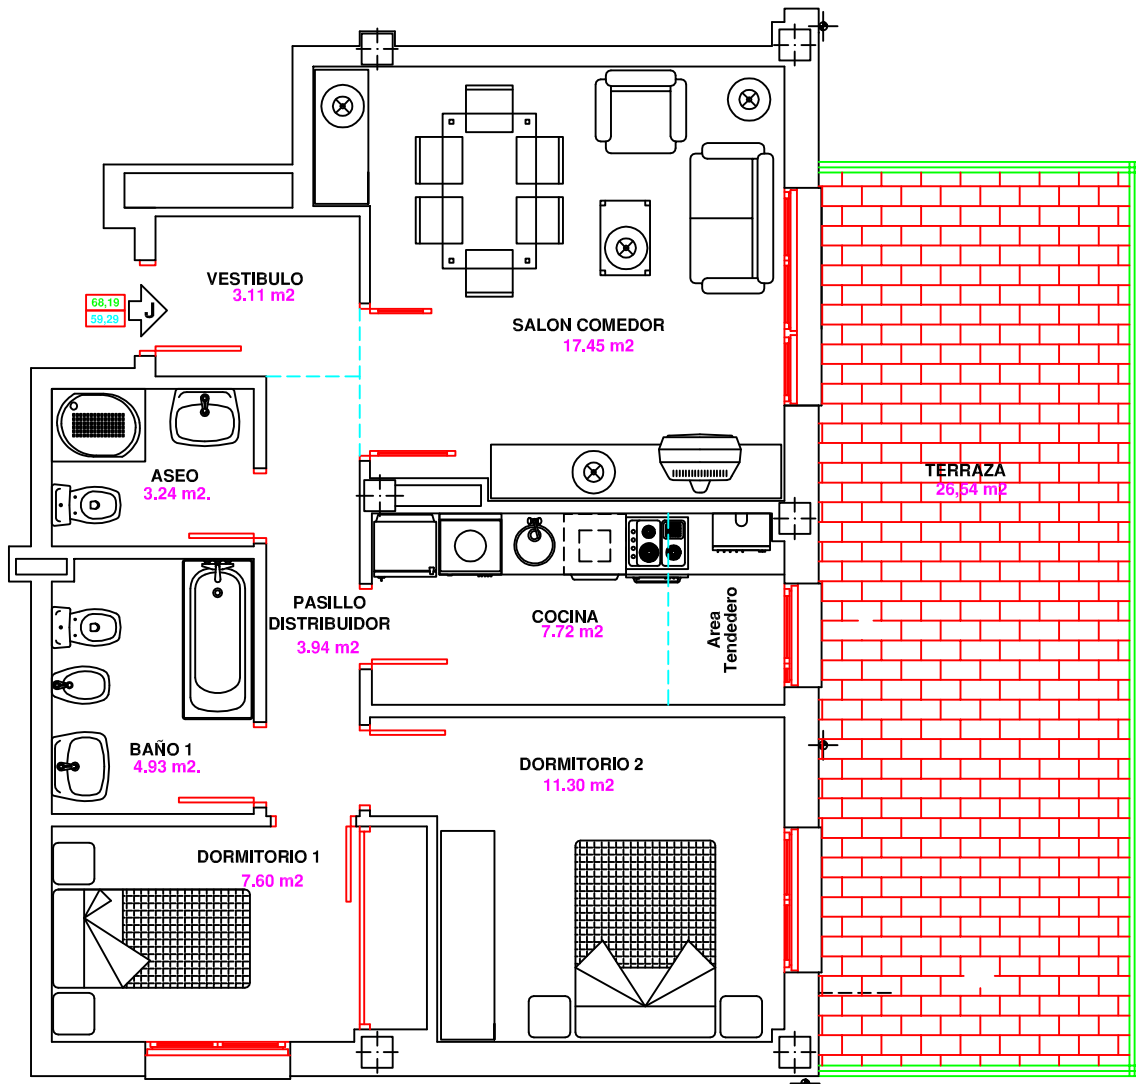 VESTIBULO
3.11 m2
68,19
59,29
J
SALON COMEDOR
17.45 m2
ASEO
3.24 m2.
TERRAZA
26,54 m2
PASILLO
DISTRIBUIDOR
3.94 m2
COCINA
7.72 m2
Area
Tendedero
BAÑO 1
4.93 m2.
DORMITORIO 2
11.30 m2
DORMITORIO 1
7.60 m2